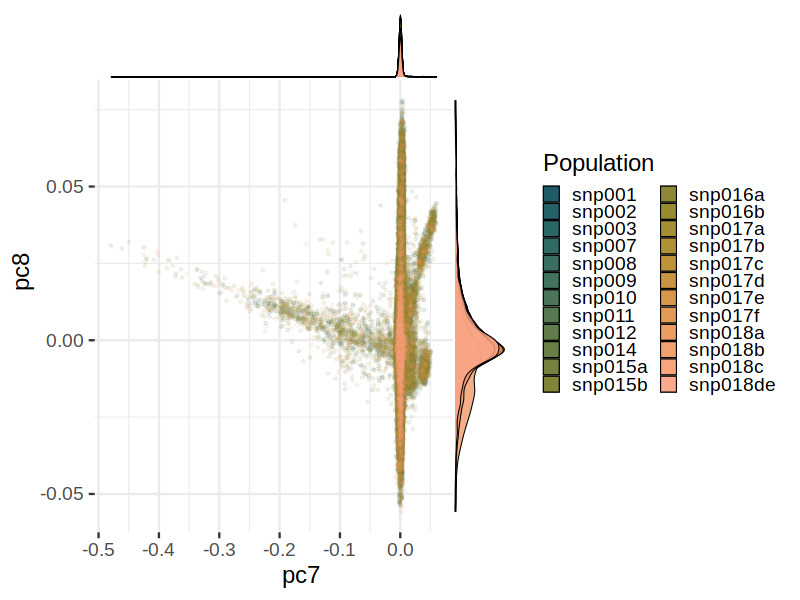 Population
snp001
snp002
snp003
snp007
snp008
snp009
snp010
snp011
snp012
snp014
snp015a
snp015b
snp016a
snp016b
snp017a
snp017b
snp017c
snp017d
snp017e
snp017f
snp018a
snp018b
snp018c
snp018de
pc8
0.05
0.00
-0.05
-0.5 -0.4 -0.3 -0.2 -0.1 0.0
pc7